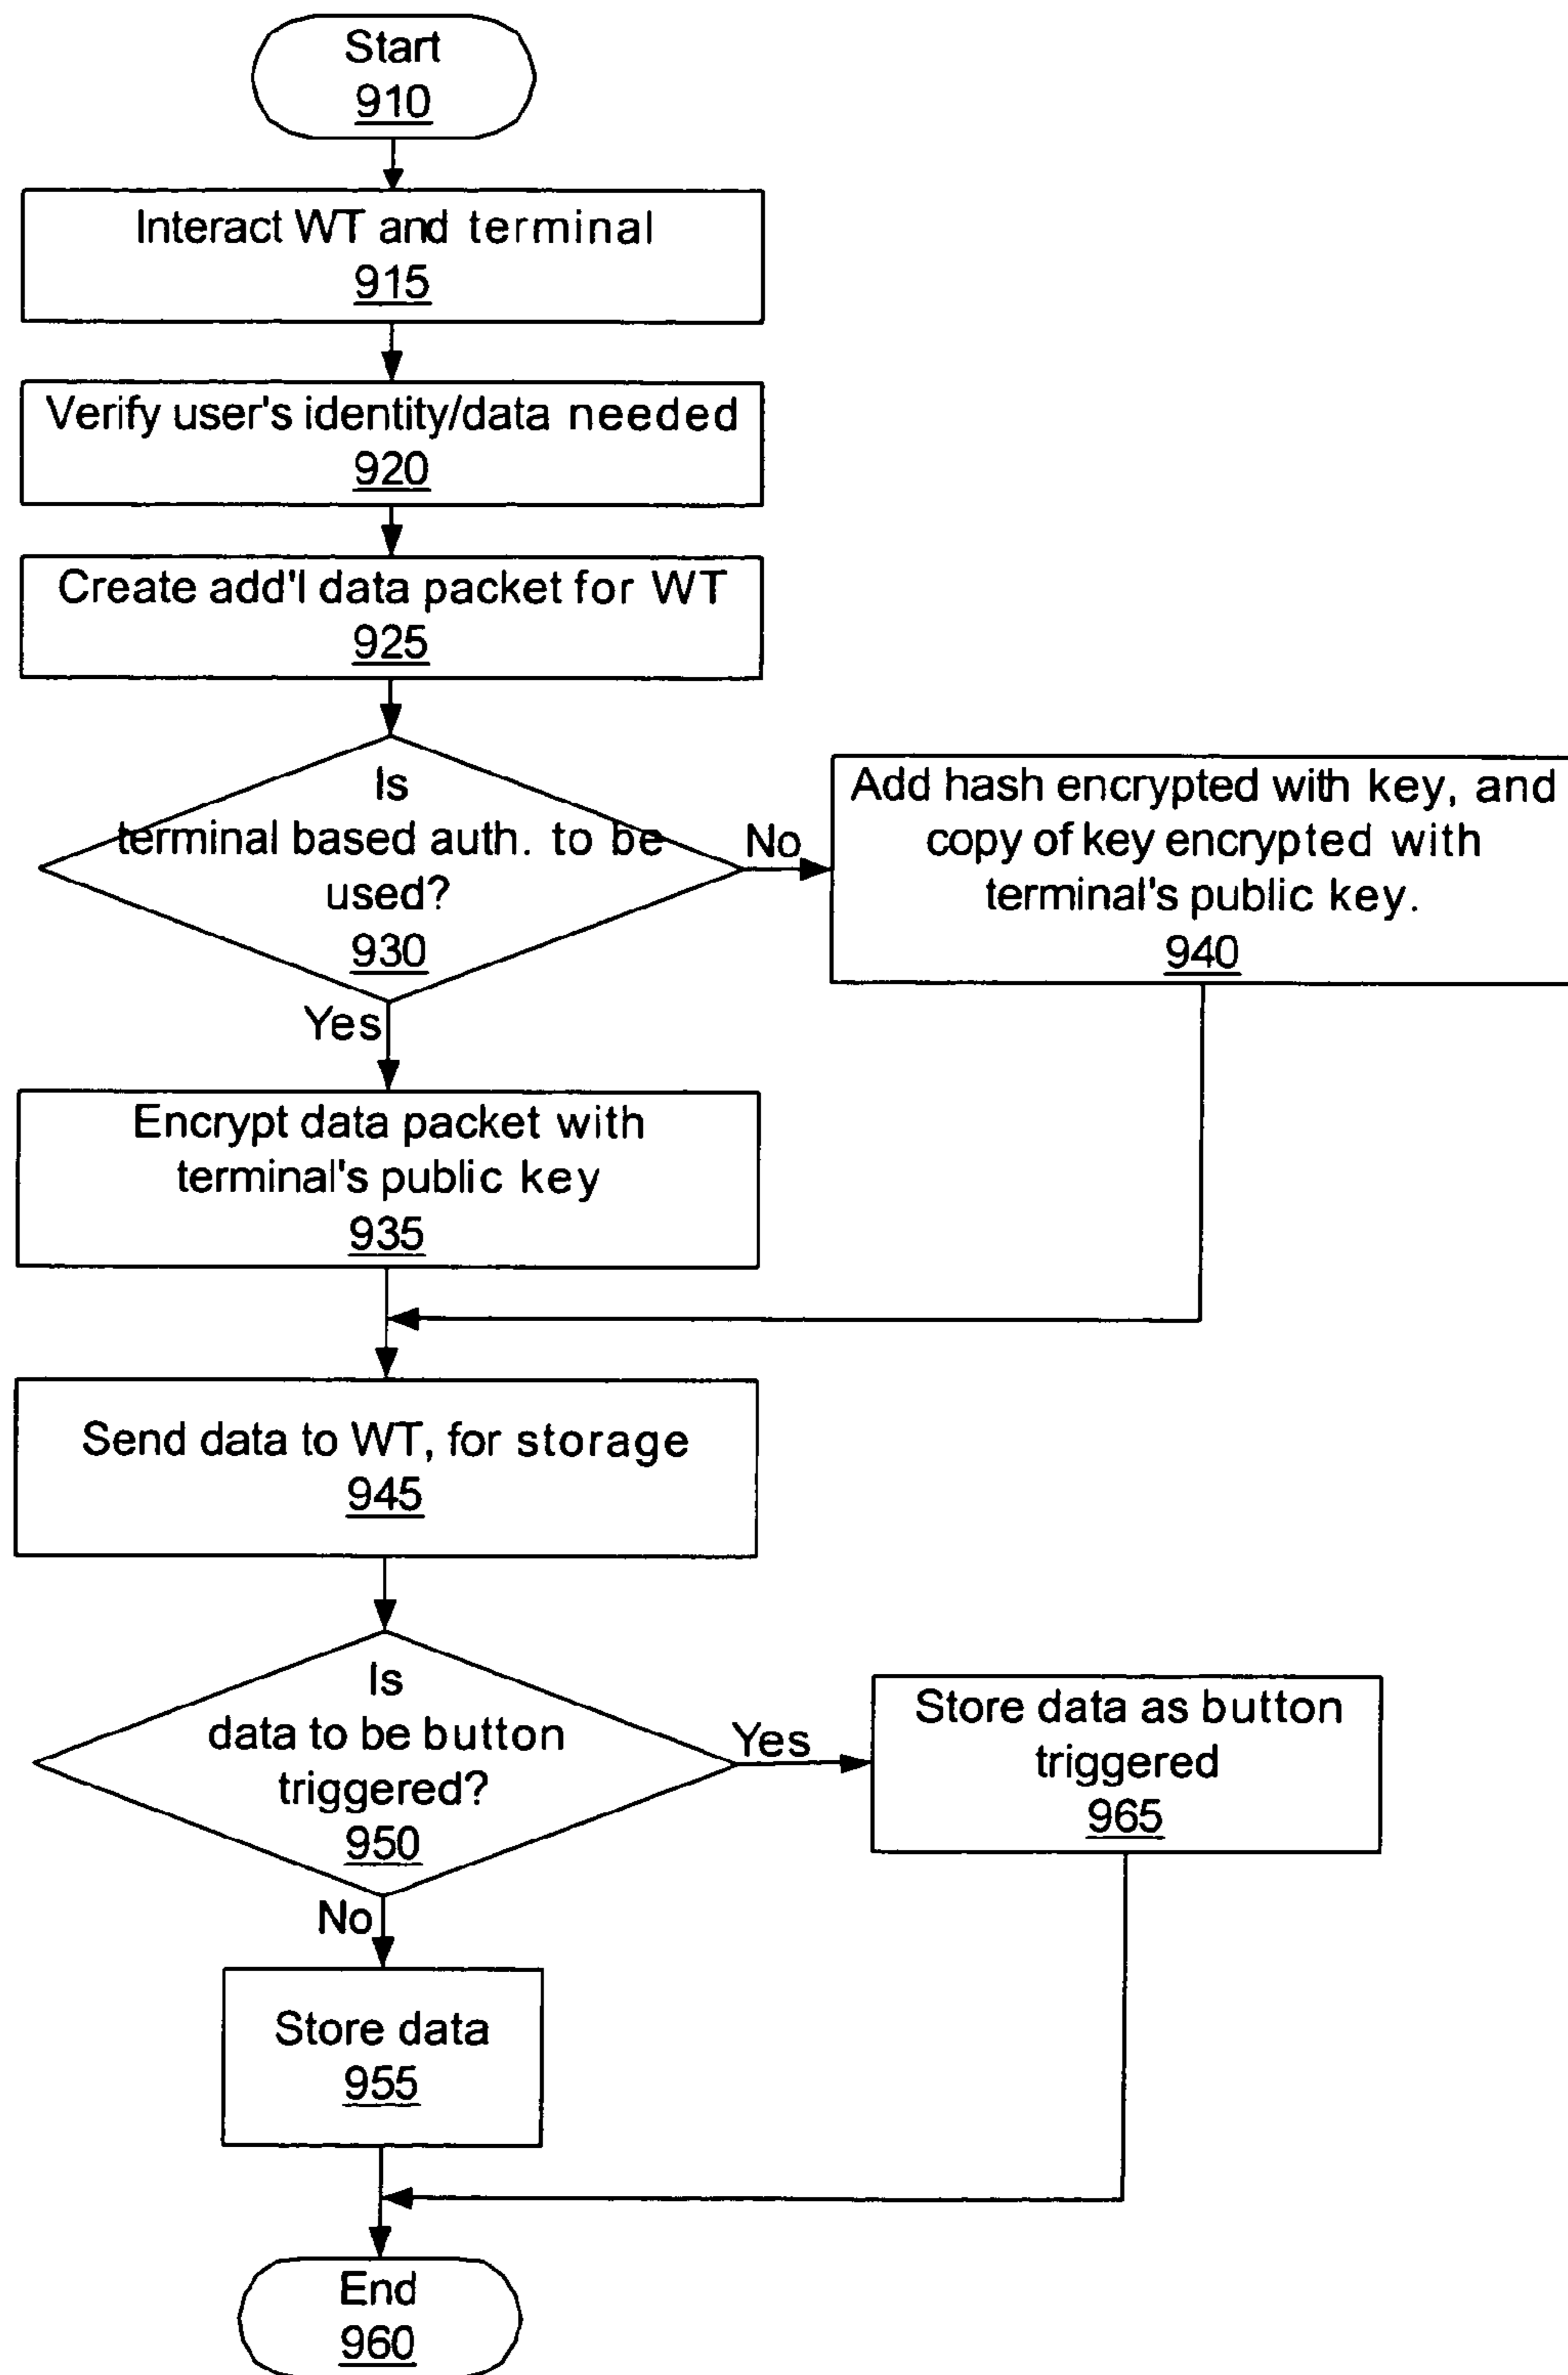 Start
910
Interact WT and terminal
915
Verify user's identity/data needed
920
Create add'l data packet for WT
925
Is
terminal based auth. to be
used?
930
No
Add hash encrypted with key, and
copy of key encrypted with
terminal's public key.
940
Yes
Encrypt data packet with
terminal's public key
935
Send data to WT, for storage
945
Is
data to be button
triggered?
950
Yes
Store data as button
triggered
965
No
Store data
955
End
960